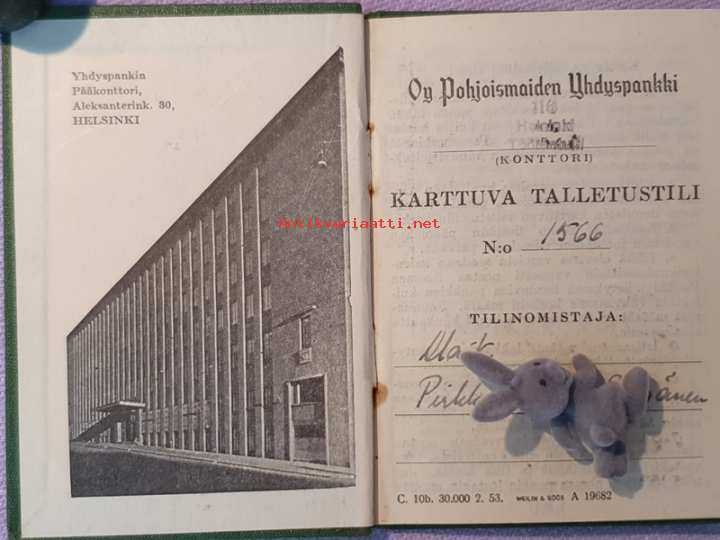 Yhdyspankin
Pääkonttori,
Aleksanterink. 30,
HELSINKI
antikvariaatti.net
Oy Pohjoismaiden Yhdyspankki
(KONTTORI)
KARTTUVA TALLETUSTILI
N:o 1566
TILINOMISTAJA:
C. 10b. 30.000 2. 53. WEILIN & GÖÖS A 19682